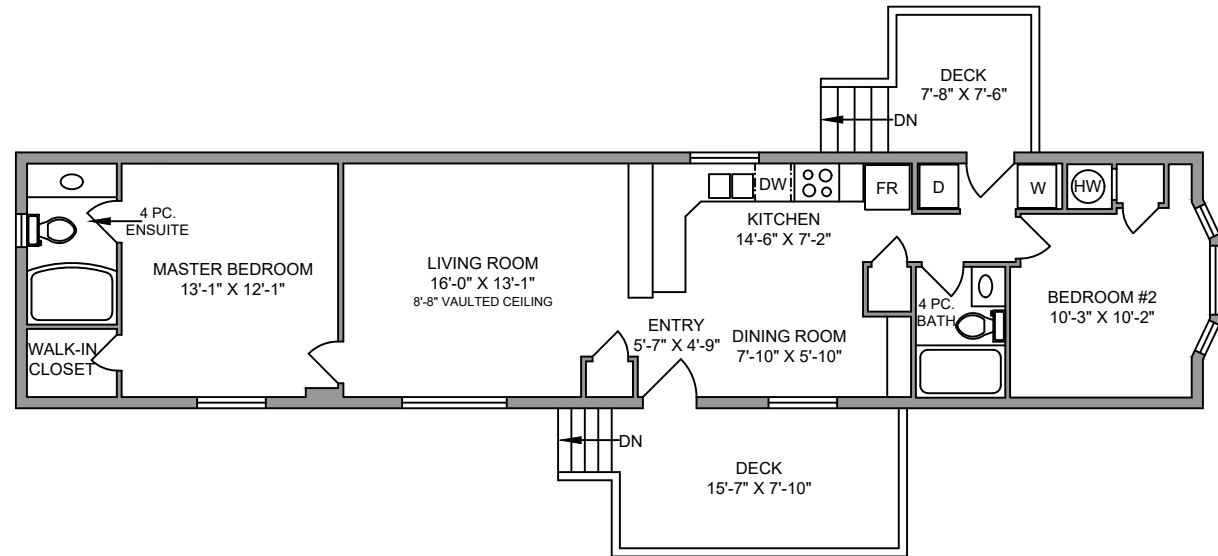 DECK
7'-8" X 7'-6"
DN
4 PC.
ENSUITE
MASTER BEDROOM
13'-1" X 12'-1"
WALK-IN
CLOSET
LIVING ROOM
16'-0" X 13'-1"
8'-8" VAULTED CEILING
DW
FR
KITCHEN
14'-6" X 7'-2"
ENTRY
5'-7" X 4'-9"
DINING ROOM
7'-10" X 5'-10"
D
W
HW
4 PC.
BATH
BEDROOM #2
10'-3" X 10'-2"
DN
DECK
15'-7" X 7'-10"